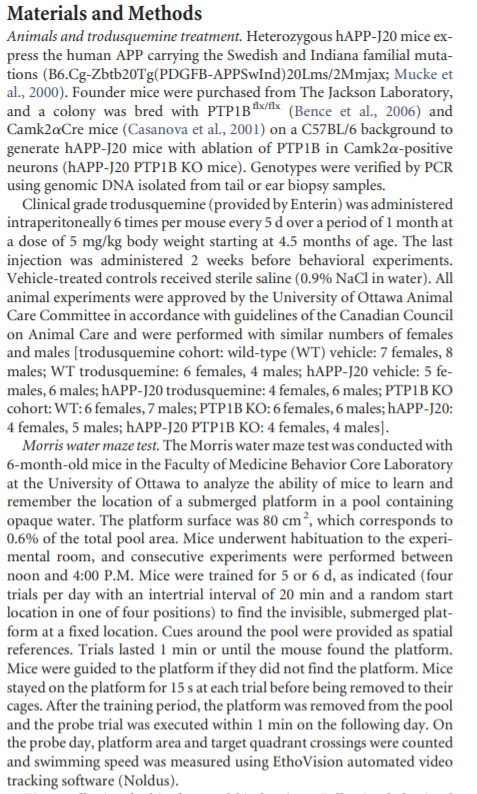 Materials and Methods
Animals and trodusquemine treatment. Heterozygous hAPP-J20 mice ex-
press the human APP carrying the Swedish and Indiana familial muta-
tions (B6.Cg-Zbtb20Tg(PDGFB-APPSwInd)20Lms/2Mmjax; Mucke et
al., 2000). Founder mice were purchased from The Jackson Laboratory,
and a colony was bred with PTP1B flx/flx (Bence et al., 2006) and
Camk2αCre mice (Casanova et al., 2001) on a C57BL/6 background to
generate hAPP-J20 mice with ablation of PTP1B in Camk2α-positive
neurons (hAPP-J20 PTP1B KO mice). Genotypes were verified by PCR
using genomic DNA isolated from tail or ear biopsy samples.
Clinical grade trodusquemine (provided by Enterin) was administered
intraperitoneally 6 times per mouse every 5 d over a period of 1 month at
a dose of 5 mg/kg body weight starting at 4.5 months of age. The last
injection was administered 2 weeks before behavioral experiments.
Vehicle-treated controls received sterile saline (0.9% NaCl in water). All
animal experiments were approved by the University of Ottawa Animal
Care Committee in accordance with guidelines of the Canadian Council
on Animal Care and were performed with similar numbers of females
and males [trodusquemine cohort: wild-type (WT) vehicle: 7 females, 8
males; WT trodusquemine: 6 females, 4 males; hAPP-J20 vehicle: 5 fe-
males, 6 males; hAPP-J20 trodusquemine: 4 females, 6 males; PTP1B KO
cohort: WT: 6 females, 7 males; PTP1B KO: 6 females, 6 males; hAPP-J20:
4 females, 5 males; hAPP-J20 PTP1B KO: 4 females, 4 males].
Morris water maze test. The Morris water maze test was conducted with
6-month-old mice in the Faculty of Medicine Behavior Core Laboratory
at the University of Ottawa to analyze the ability of mice to learn and
remember the location of a submerged platform in a pool containing
opaque water. The platform surface was 80 cm², which corresponds to
0.6% of the total pool area. Mice underwent habituation to the experi-
mental room, and consecutive experiments were performed between
noon and 4:00 P.M. Mice were trained for 5 or 6 d, as indicated (four
trials per day with an intertrial interval of 20 min and a random start
location in one of four positions) to find the invisible, submerged plat-
form at a fixed location. Cues around the pool were provided as spatial
references. Trials lasted 1 min or until the mouse found the platform.
Mice were guided to the platform if they did not find the platform. Mice
stayed on the platform for 15 s at each trial before being removed to their
cages. After the training period, the platform was removed from the pool
and the probe trial was executed within 1 min on the following day. On
the probe day, platform area and target quadrant crossings were counted
and swimming speed was measured using EthoVision automated video
tracking software (Noldus).